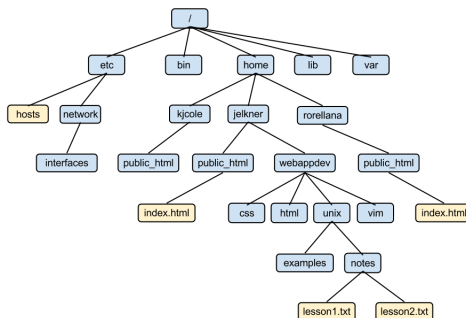 /
etc
bin
home
lib
var
hosts
network
kjcole
jelkner
rorellana
interfaces
public_html
public_html
webappdev
public_html
index.html
css
html
unix
vim
index.html
examples
notes
lesson1.txt
lesson2.txt